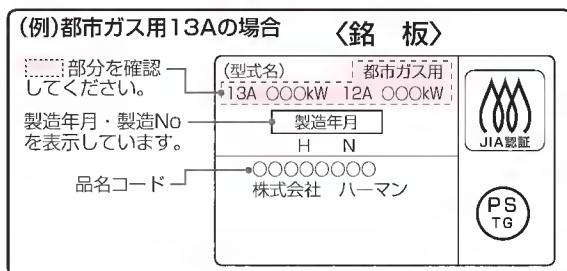 (例)都市ガス用13Aの場合
〈銘 板〉
部分を確認
してください。
製造年月・製造No
を表示しています。
品名コード
(型式名)
都市ガス用
13A ○○○kW 12A ○○○kW
製造年月
H N
○○○○○○○○
株式会社 ハーマン
JIA認証
PS
TG